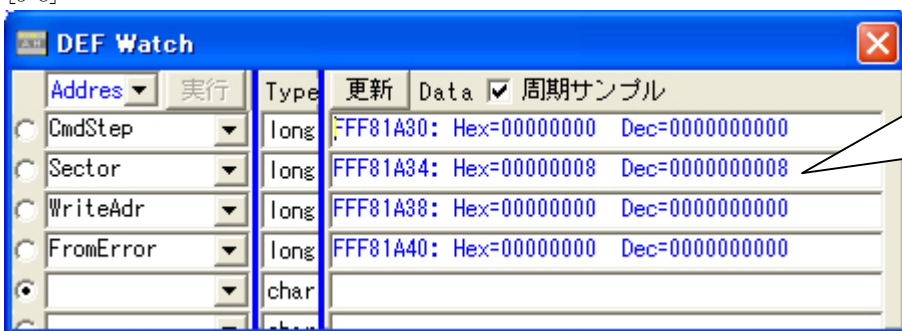 DEF Watch
Addres 実行 Type 更新 Data 周期サンプル
CmdStep long FFF81A30: Hex=00000000 Dec=0000000000
Sector long FFF81A34: Hex=00000008 Dec=0000000008
WriteAdr long FFF81A38: Hex=00000000 Dec=0000000000
FromError long FFF81A40: Hex=00000000 Dec=0000000000
char